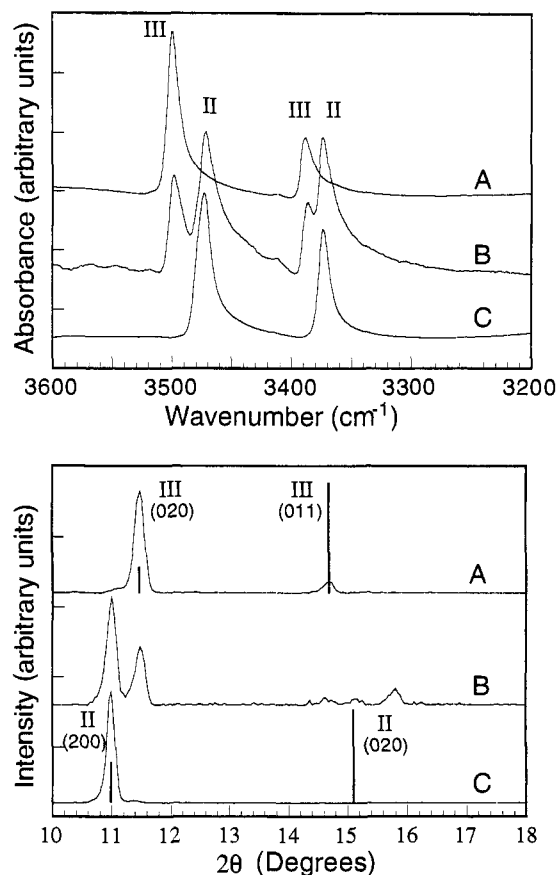 III
II
III
II
A
B
C
Absorbance (arbitrary units)
3600
3500
3400
3300
3200
Wavenumber (cm⁻¹)
III
(020)
III
(011)
A
B
II
(200)
II
(020)
C
Intensity (arbitrary units)
10
11
12
13
14
15
16
17
18
2θ (Degrees)